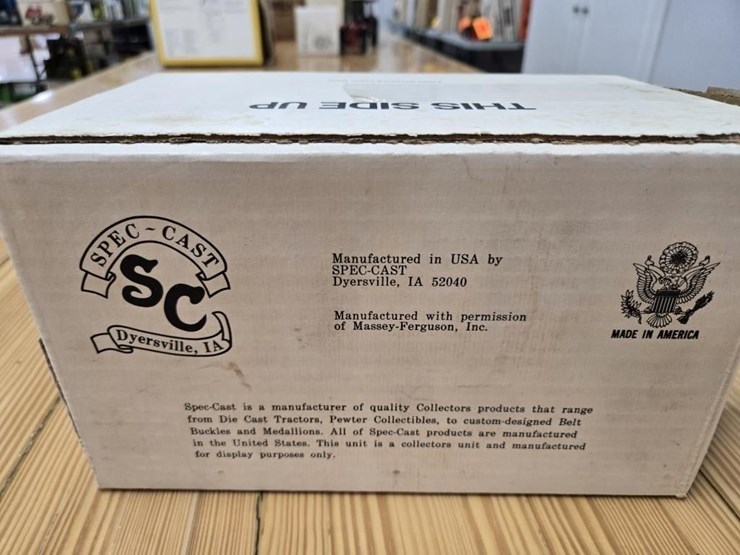 THIS SIDE UP
SPEC-CAST
SC
Dyersville, IA
Manufactured in USA by
SPEC-CAST
Dyersville, IA 52040
Manufactured with permission
of Massey-Ferguson, Inc.
MADE IN AMERICA
Spec-Cast is a manufacturer of quality Collectors products that range
from Die Cast Tractors, Pewter Collectibles, to custom-designed Belt
Buckles and Medallions. All of Spec-Cast products are manufactured
in the United States. This unit is a collectors unit and manufactured
for display purposes only.